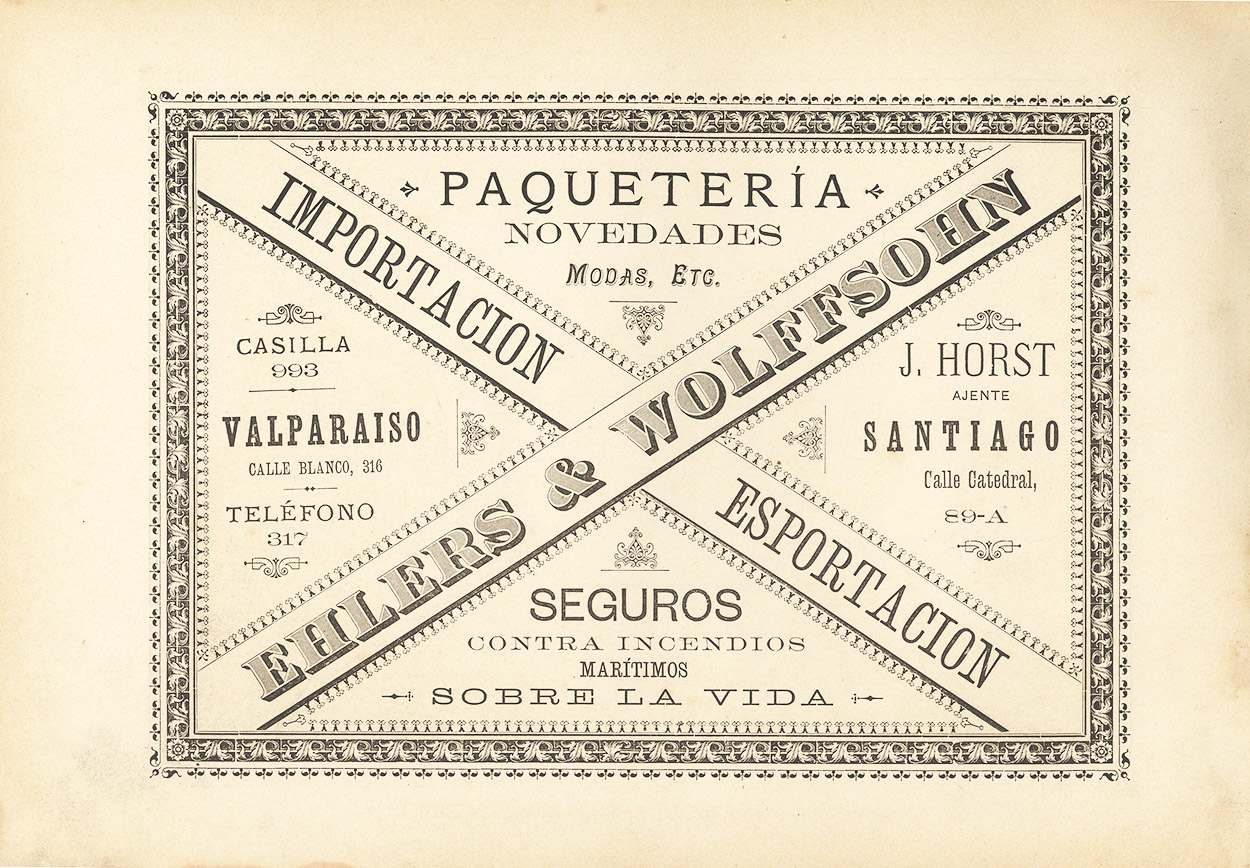 PAQUETERÍA
NOVEDADES
MODAS, ETC.
IMPORTACION
EHLERS & WOLFFSOHN
ESPORTACION
CASILLA
993
VALPARAISO
CALLE BLANCO, 316
TELÉFONO
317
J. HORST
AJENTE
SANTIAGO
Calle Catedral,
89-A
SEGUROS
CONTRA INCENDIOS
MARÍTIMOS
SOBRE LA VIDA